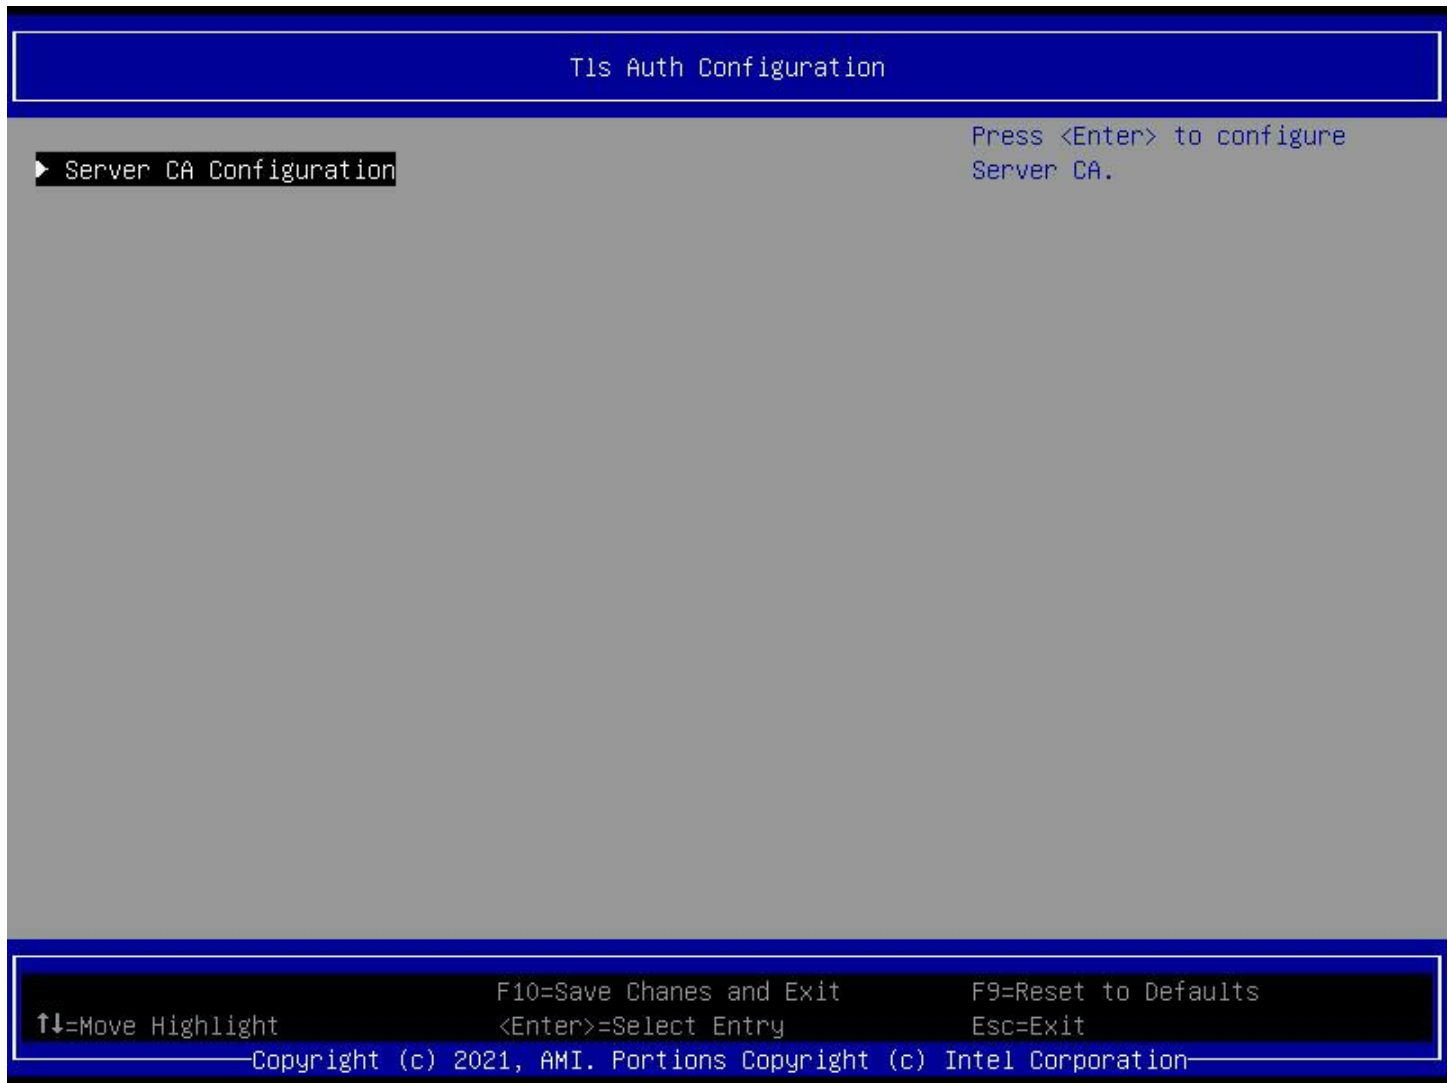 Tls Auth Configuration
Press <Enter> to configure
▶ Server CA Configuration
Server CA.
F10=Save Chanes and Exit
F9=Reset to Defaults
↑↓=Move Highlight
<Enter>=Select Entry
Esc=Exit
Copyright (c) 2021, AMI. Portions Copyright (c) Intel Corporation